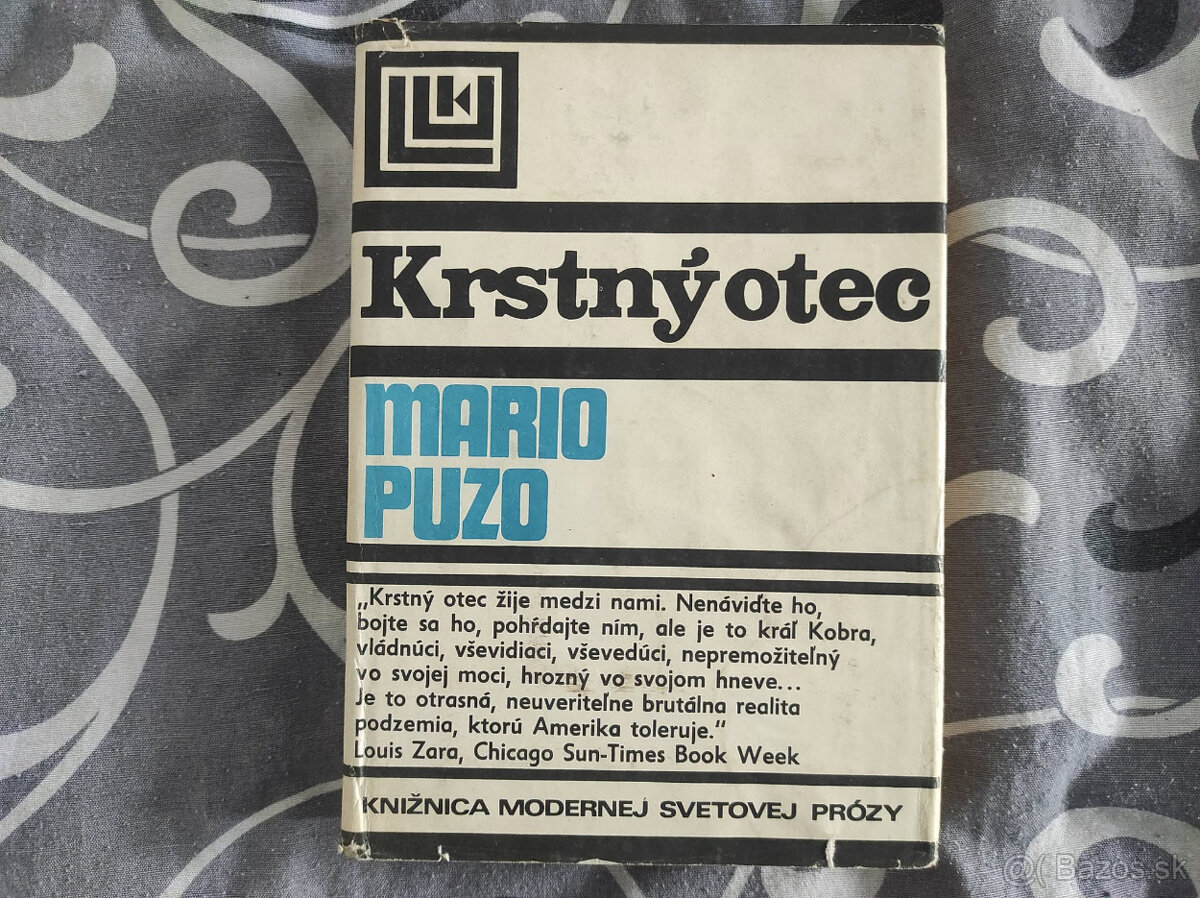 K
Krstný otec
MARIO
PUZO
„Krstný otec žije medzi nami. Nenáviďte ho,
bojte sa ho, pohŕdajte ním, ale je to kráľ Kobra,
vládnúci, vševidiaci, vševedúci, nepremožiteľný
vo svojej moci, hrozný vo svojom hneve...
Je to otrasná, neuveriteľne brutálna realita
podzemia, ktorú Amerika toleruje.“
Louis Zara, Chicago Sun-Times Book Week
KNIŽNICA MODERNEJ SVETOVEJ PRÓZY
@( Bazos.sk